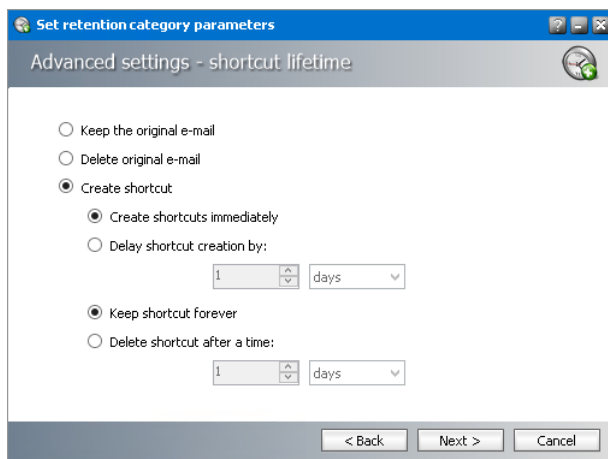 Set retention category parameters
Advanced settings - shortcut lifetime
Keep the original e-mail
Delete original e-mail
Create shortcut
Create shortcuts immediately
Delay shortcut creation by:
1 days
Keep shortcut forever
Delete shortcut after a time:
1 days
< Back Next > Cancel